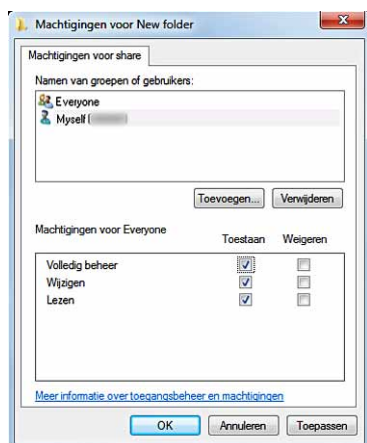 Machtigingen voor New folder
Machtigingen voor share
Namen van groepen of gebruikers:
Everyone
Myself (
Toevoegen... Verwijderen
Machtigingen voor Everyone Toestaan Weigeren
Volledig beheer
Wijzigen
Lezen
Meer informatie over toegangsbeheer en machtigingen
OK Annuleren Toepassen